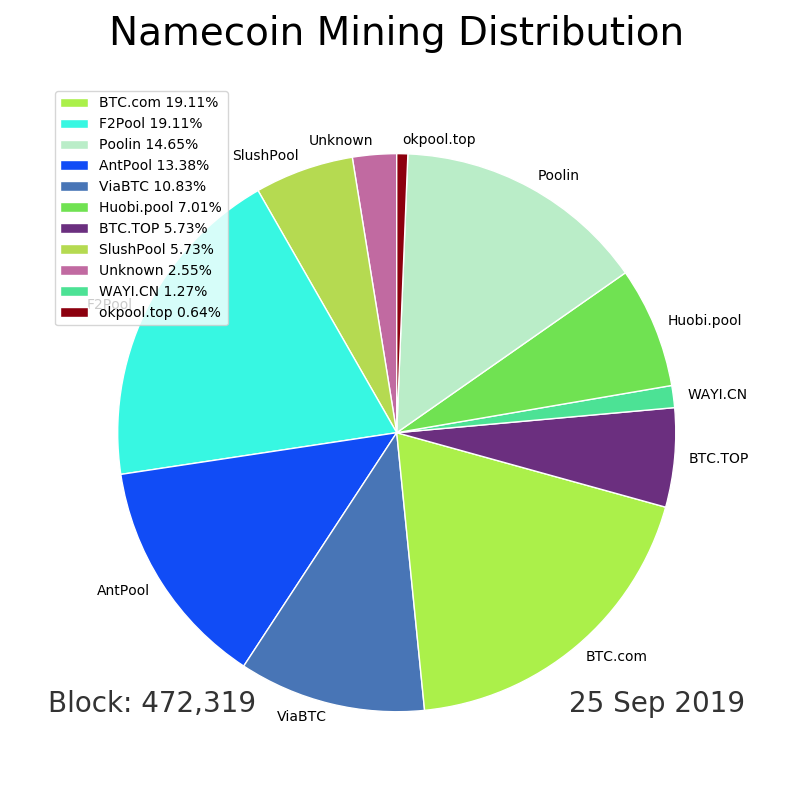 Namecoin Mining Distribution
BTC.com 19.11%
F2Pool 19.11%
Poolin 14.65%
AntPool 13.38%
ViaBTC 10.83%
Huobi.pool 7.01%
BTC.TOP 5.73%
SlushPool 5.73%
Unknown 2.55%
WAYI.CN 1.27%
okpool.top 0.64%
okpool.top
Poolin
Huobi.pool
WAYI.CN
BTC.TOP
BTC.com
ViaBTC
AntPool
F2Pool
SlushPool
Unknown
Block: 472,319
25 Sep 2019